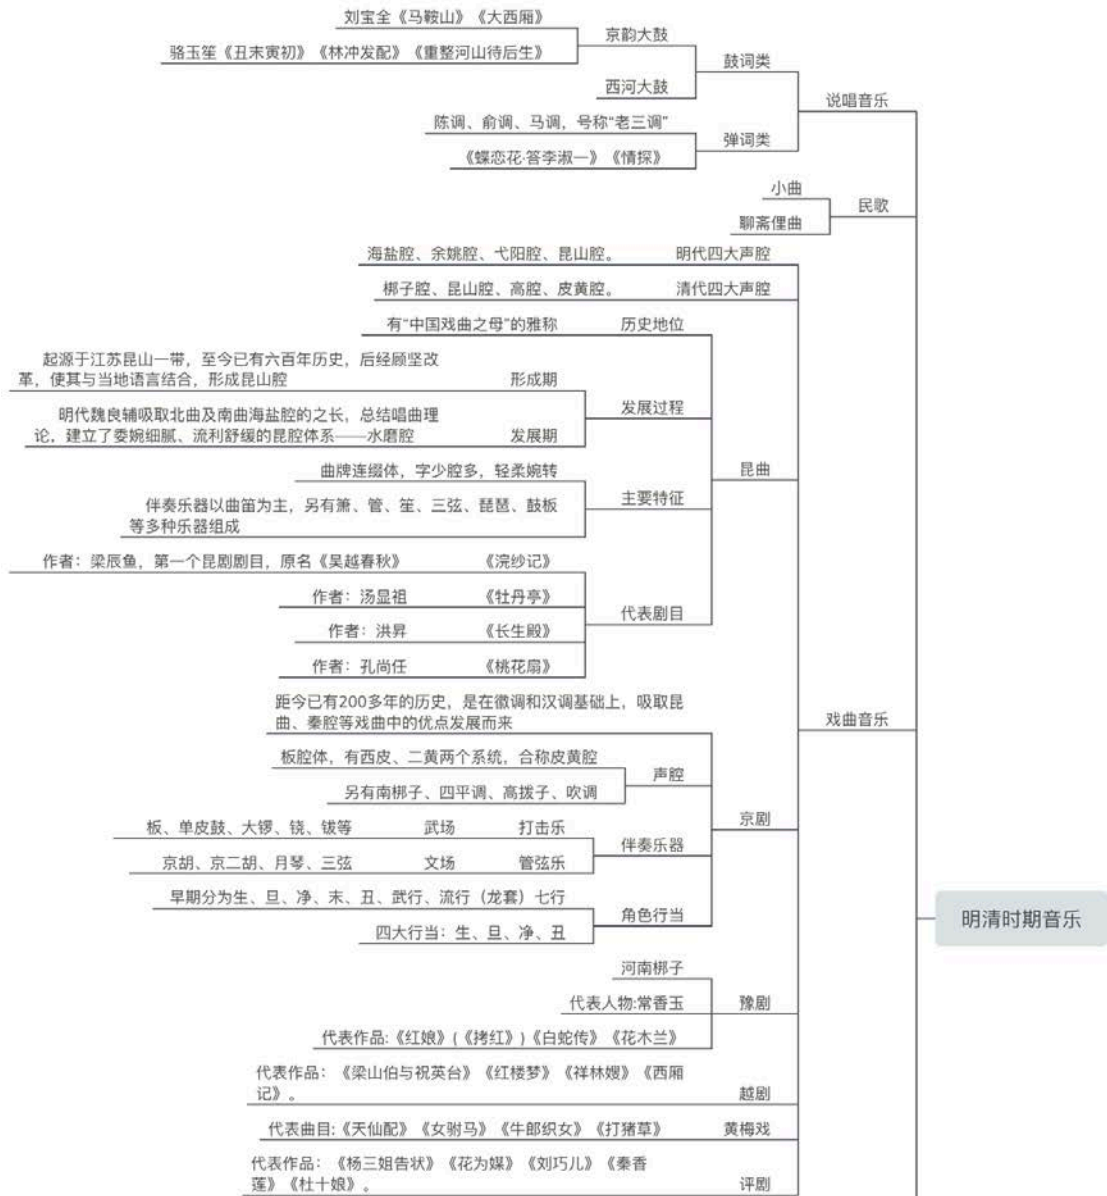 刘宝全《马鞍山》《大西厢》
京韵大鼓
骆玉笙《丑末寅初》《林冲发配》《重整河山待后生》
鼓词类
西河大鼓
说唱音乐
陈调、俞调、马调，号称“老三调”
弹词类
《蝶恋花·答李淑一》《情探》
小曲
民歌
聊斋俚曲
海盐腔、余姚腔、弋阳腔、昆山腔。 明代四大声腔
梆子腔、昆山腔、高腔、皮黄腔。 清代四大声腔
有“中国戏曲之母”的雅称 历史地位
起源于江苏昆山一带，至今已有六百年历史，后经顾坚改
革，使其与当地语言结合，形成昆山腔 形成期
发展过程
明代魏良辅吸取北曲及南曲海盐腔的之长，总结唱曲理
论，建立了委婉细腻、流利舒缓的昆腔体系——水磨腔 发展期
昆曲
曲牌连缀体，字少腔多，轻柔婉转
主要特征
伴奏乐器以曲笛为主，另有箫、管、笙、三弦、琵琶、鼓板
等多种乐器组成
作者：梁辰鱼，第一个昆剧剧目，原名《吴越春秋》 《浣纱记》
作者：汤显祖 《牡丹亭》
代表剧目
作者：洪昇 《长生殿》
作者：孔尚任 《桃花扇》
距今已有200多年的历史，是在徽调和汉调基础上，吸取昆
曲、秦腔等戏曲中的优点发展而来
戏曲音乐
板腔体，有西皮、二黄两个系统，合称皮黄腔
声腔
另有南梆子、四平调、高拨子、吹调
京剧
板、单皮鼓、大锣、铙、钹等 武场 打击乐
伴奏乐器
京胡、京二胡、月琴、三弦 文场 管弦乐
早期分为生、旦、净、末、丑、武行、流行（龙套）七行
角色行当
四大行当：生、旦、净、丑
明清时期音乐
河南梆子
代表人物:常香玉 豫剧
代表作品:《红娘》(《拷红》)《白蛇传》《花木兰》
代表作品：《梁山伯与祝英台》《红楼梦》《祥林嫂》《西厢
记》。 越剧
代表曲目:《天仙配》《女驸马》《牛郎织女》《打猪草》 黄梅戏
代表作品：《杨三姐告状》《花为媒》《刘巧儿》《秦香
莲》《杜十娘》。 评剧